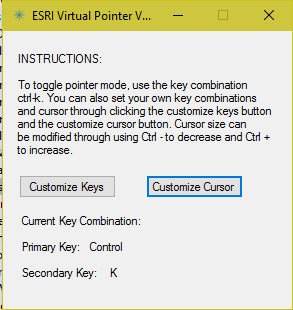 ESRI Virtual Pointer V...
INSTRUCTIONS:
To toggle pointer mode, use the key combination
ctrl-k. You can also set your own key combinations
and cursor through clicking the customize keys button
and the customize cursor button. Cursor size can
be modified through using Ctrl - to decrease and Ctrl +
to increase.
Customize Keys Customize Cursor
Current Key Combination:
Primary Key: Control
Secondary Key: K